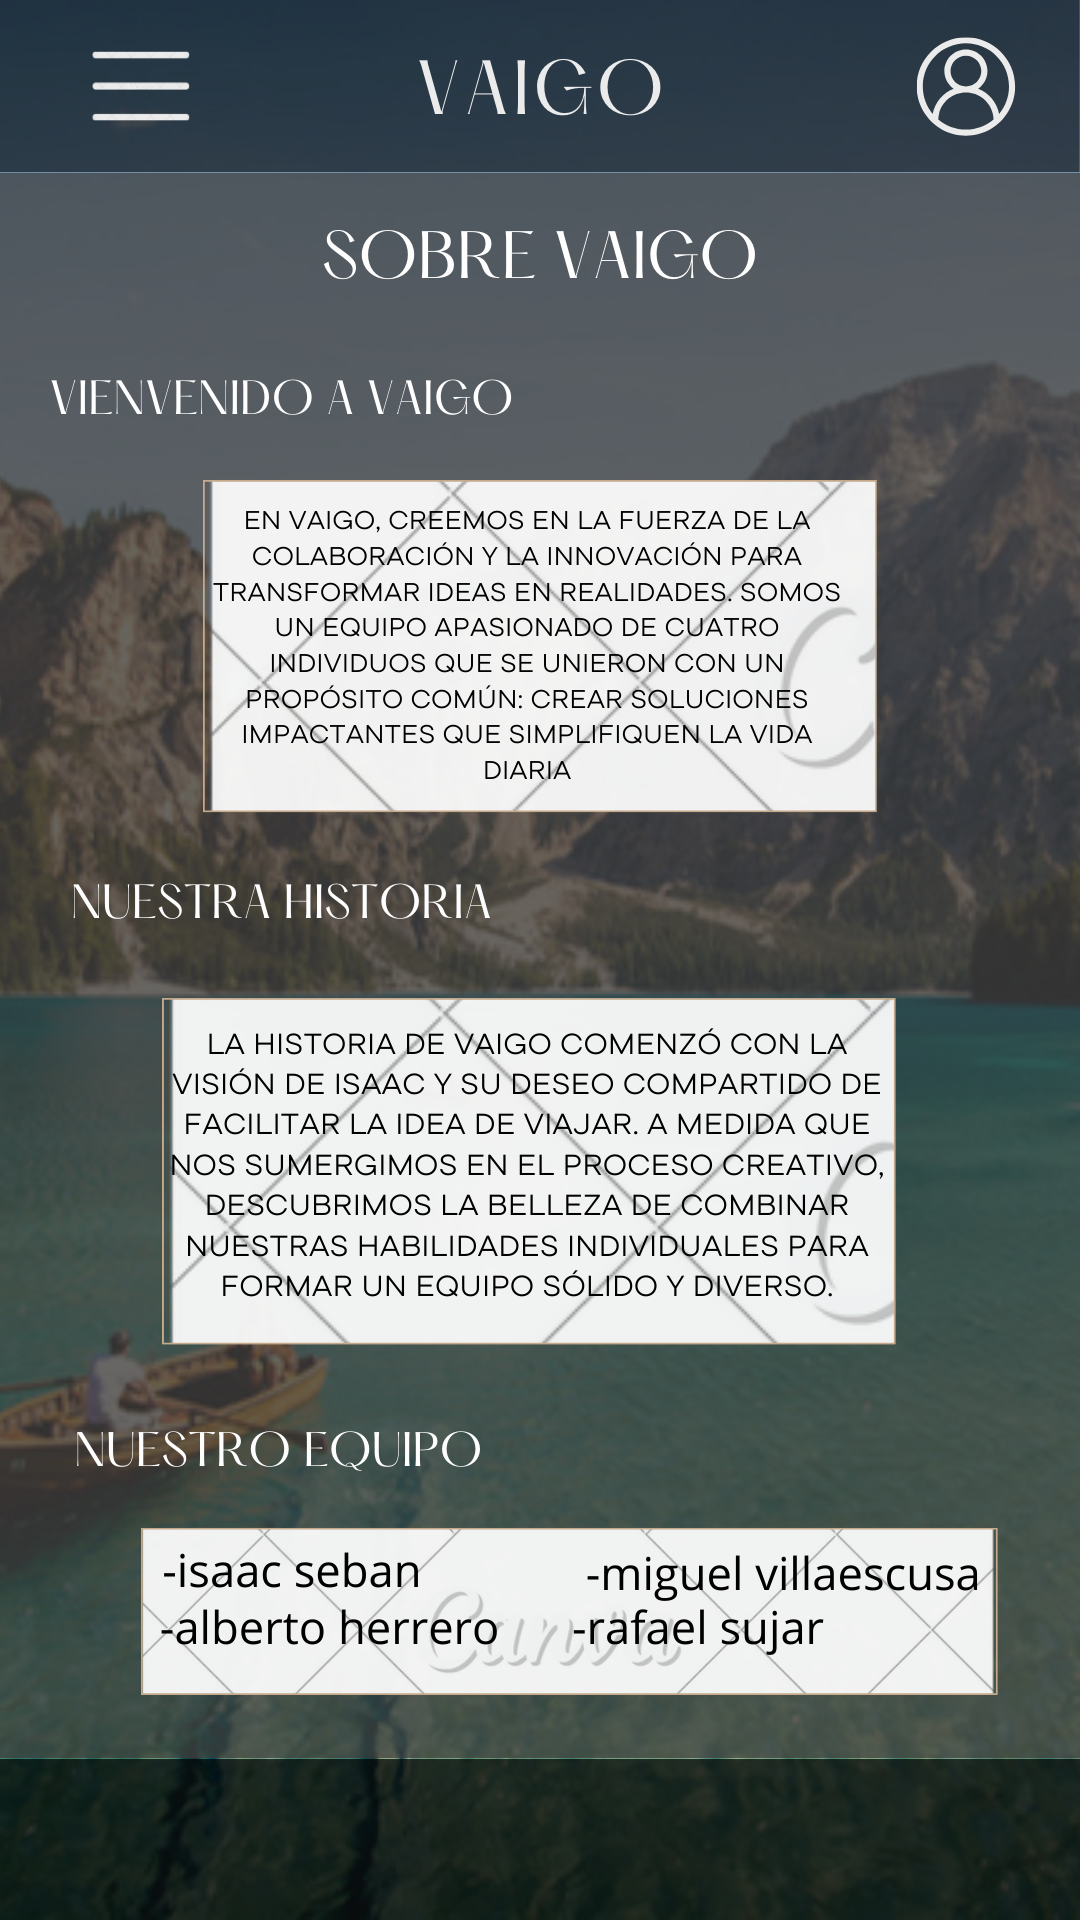 VAIGO
SOBRE VAIGO
VIENVENIDO A VAIGO
EN VAIGO, CREEMOS EN LA FUERZA DE LA
COLABORACIÓN Y LA INNOVACIÓN PARA
TRANSFORMAR IDEAS EN REALIDADES. SOMOS
UN EQUIPO APASIONADO DE CUATRO
INDIVIDUOS QUE SE UNIERON CON UN
PROPÓSITO COMÚN: CREAR SOLUCIONES
IMPACTANTES QUE SIMPLIFIQUEN LA VIDA
DIARIA
NUESTRA HISTORIA
LA HISTORIA DE VAIGO COMENZÓ CON LA
VISIÓN DE ISAAC Y SU DESEO COMPARTIDO DE
FACILITAR LA IDEA DE VIAJAR. A MEDIDA QUE
NOS SUMERGIMOS EN EL PROCESO CREATIVO,
DESCUBRIMOS LA BELLEZA DE COMBINAR
NUESTRAS HABILIDADES INDIVIDUALES PARA
FORMAR UN EQUIPO SÓLIDO Y DIVERSO.
NUESTRO EQUIPO
-isaac seban -miguel villaescusa
-alberto herrero -rafael sujar
Canva